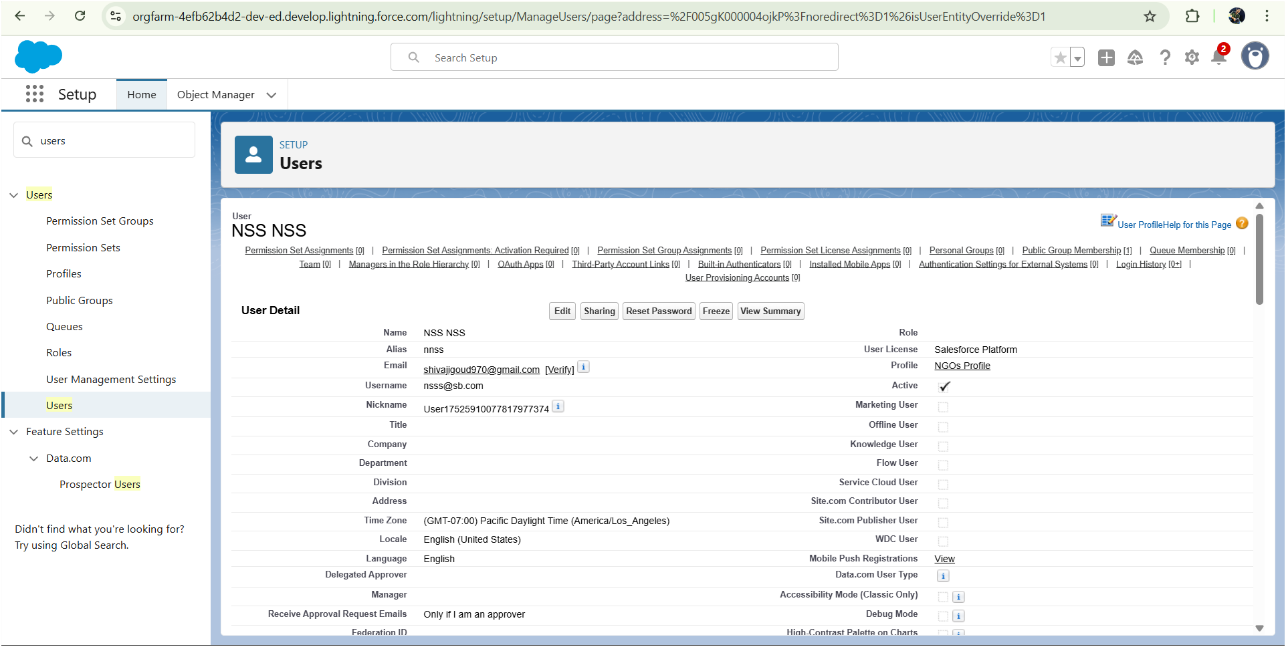 orgfarm-4efb62b4d2-dev-ed.develop.lightning.force.com/lightning/setup/ManageUsers/page?address=%2F005gK000004ojkP%3Fnoredirect%3D1%26isUserEntityOverride%3D1
Search Setup
2
Setup
Home
Object Manager
users
Users
Permission Set Groups
Permission Sets
Profiles
Public Groups
Queues
Roles
User Management Settings
Users
Feature Settings
Data.com
Prospector Users
Didn't find what you're looking for?
Try using Global Search.
SETUP
Users
User
NSS NSS
User Profile Help for this Page ?
Permission Set Assignments [0] | Permission Set Assignments: Activation Required [0] | Permission Set Group Assignments [0] | Permission Set License Assignments [0] | Personal Groups [0] | Public Group Membership [1] | Queue Membership [0] |
Team [0] | Managers in the Role Hierarchy [0] | OAuth Apps [0] | Third-Party Account Links [0] | Built-in Authenticators [0] | Installed Mobile Apps [0] | Authentication Settings for External Systems [0] | Login History [0+] |
User Provisioning Accounts [0]
User Detail
Edit Sharing Reset Password Freeze View Summary
Name NSS NSS Role
Alias nnss User License Salesforce Platform
Email shivajigoud970@gmail.com [Verify] i Profile NGOs Profile
Username nsss@sb.com Active
Nickname User17525910077817977374 i Marketing User
Title Offline User
Company Knowledge User
Department Flow User
Division Service Cloud User
Address Site.com Contributor User
Time Zone (GMT-07:00) Pacific Daylight Time (America/Los_Angeles) Site.com Publisher User
Locale English (United States) WDC User
Language English Mobile Push Registrations View
Delegated Approver Data.com User Type i
Manager Accessibility Mode (Classic Only) i
Receive Approval Request Emails Only if I am an approver Debug Mode i
Federation ID High-Contrast Palette on Charts i